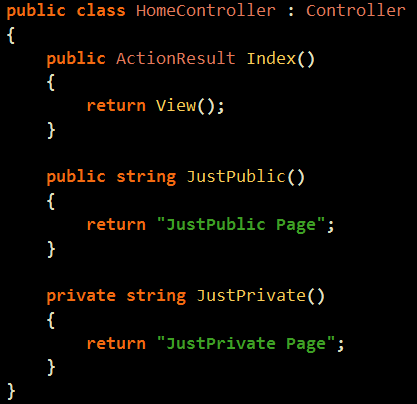 public class HomeController : Controller
{
    public ActionResult Index()
    {
        return View();
    }

    public string JustPublic()
    {
        return "JustPublic Page";
    }

    private string JustPrivate()
    {
        return "JustPrivate Page";
    }
}